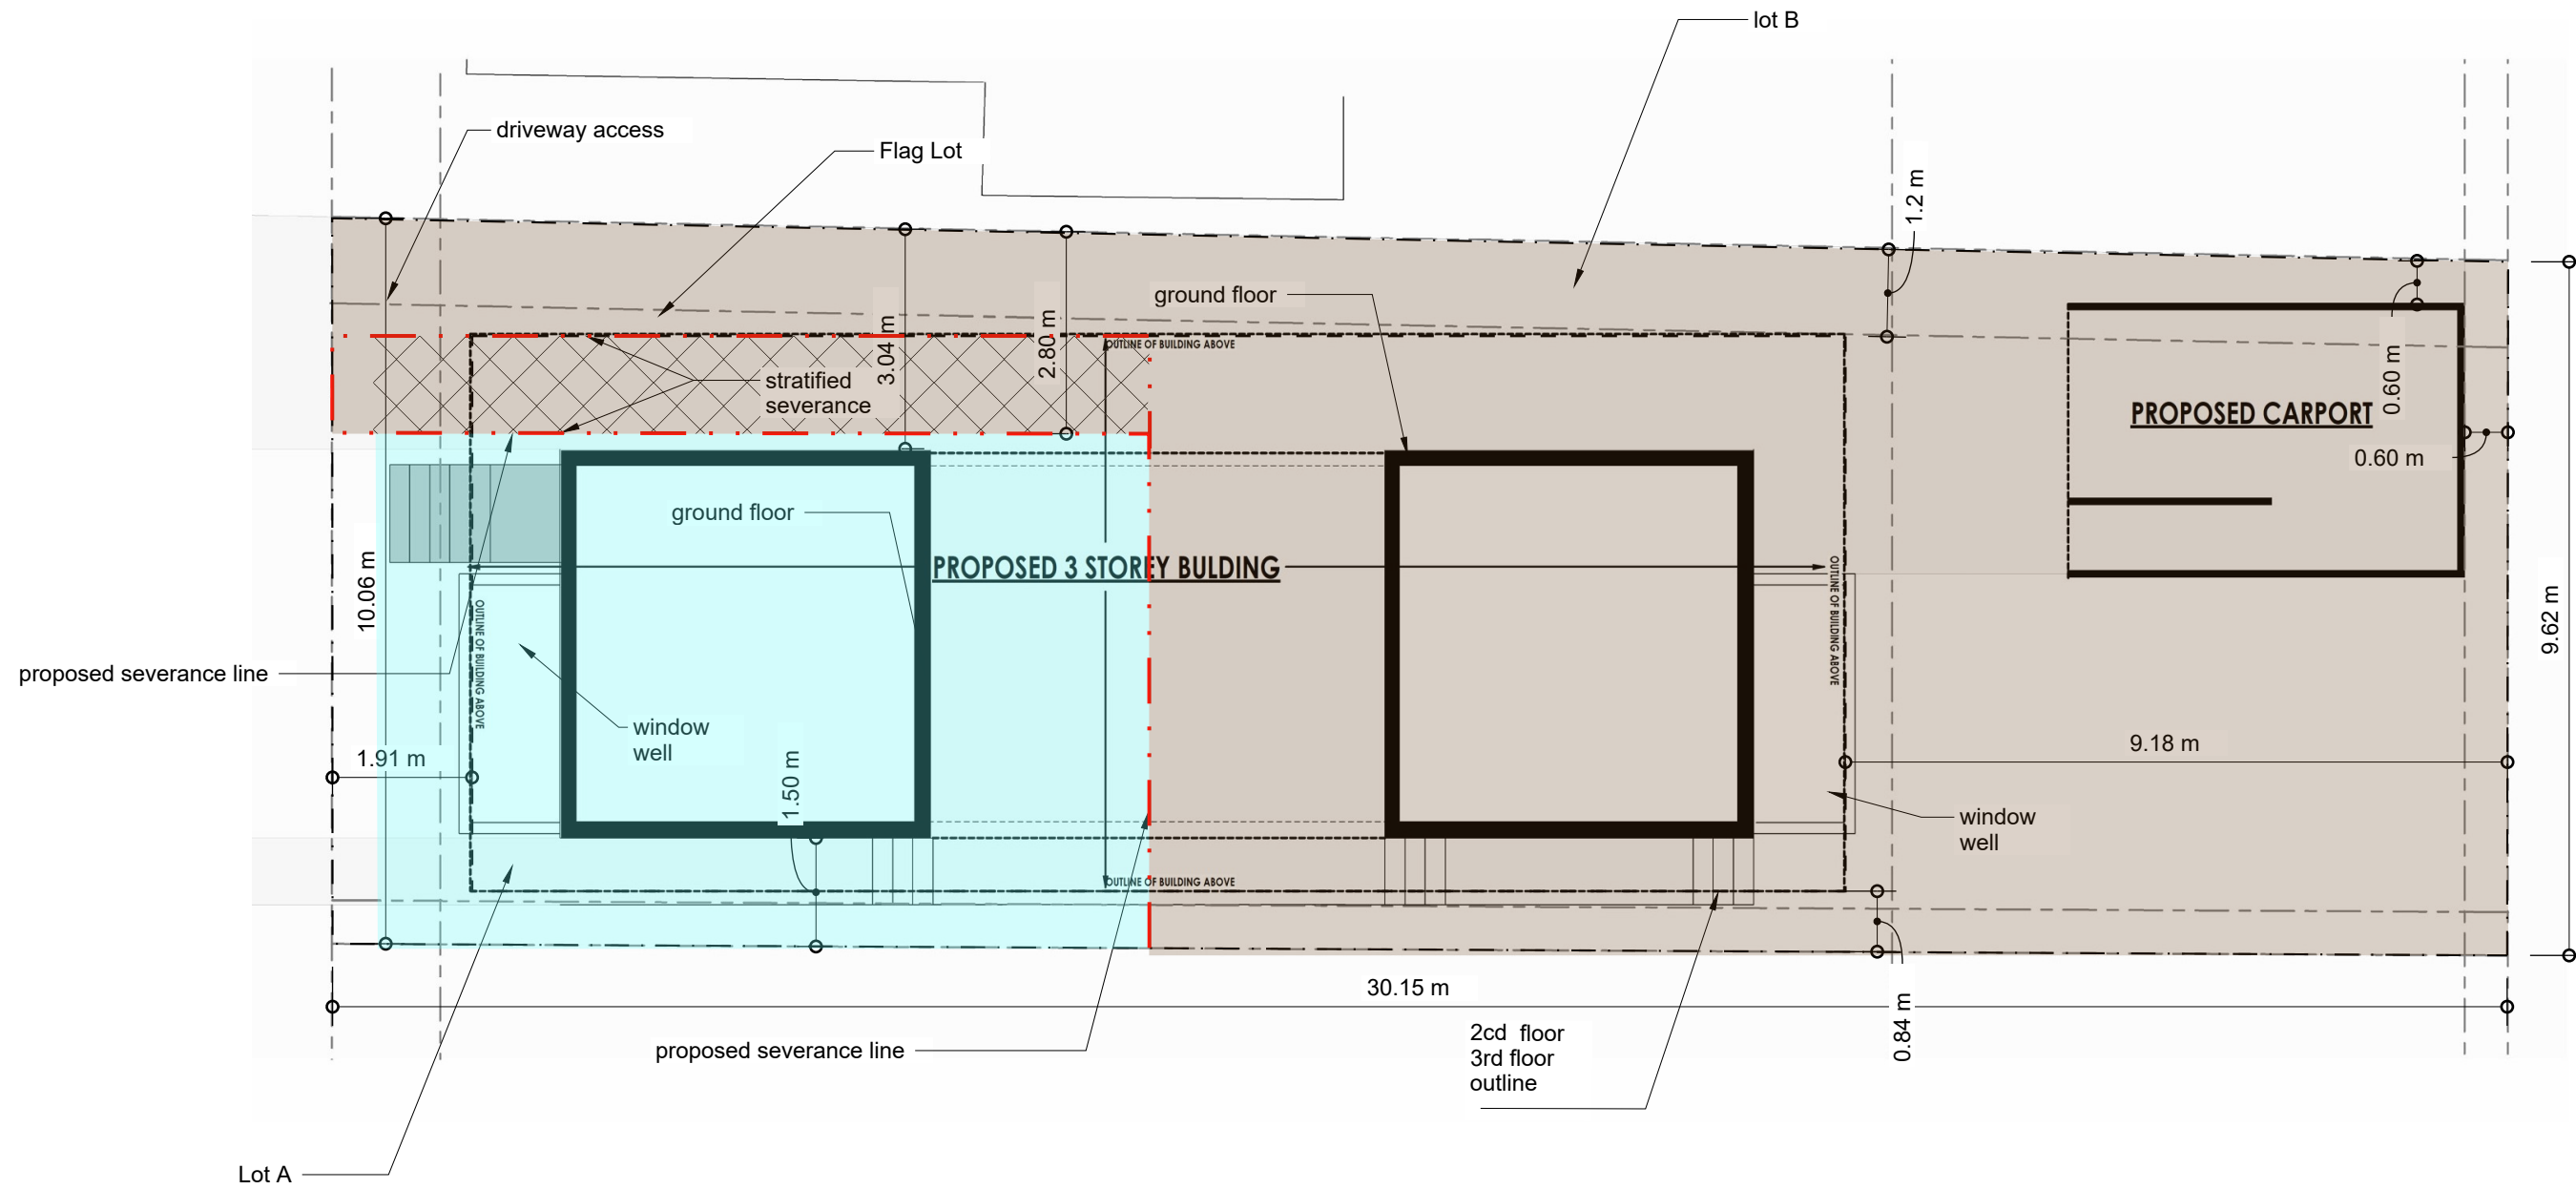 lot B
driveway access
Flag Lot
1.2 m
ground floor
3.04 m
2.80 m
OUTLINE OF BUILDING ABOVE
stratified
severance
0.60 m
PROPOSED CARPORT
0.60 m
ground floor
PROPOSED 3 STOREY BULDING
10.06 m
OUTLINE OF BUILDING ABOVE
OUTLINE OF BUILDING ABOVE
9.62 m
proposed severance line
window
well
1.91 m
1.50 m
9.18 m
window
well
OUTLINE OF BUILDING ABOVE
30.15 m
0.84 m
proposed severance line
2cd floor
3rd floor
outline
Lot A